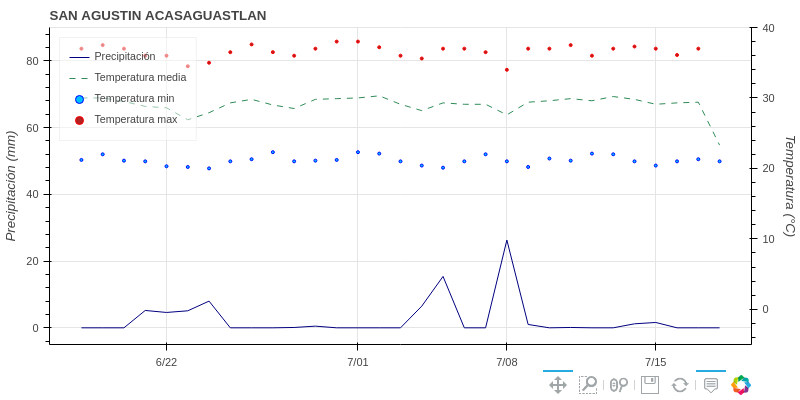 SAN AGUSTIN ACASAGUASTLAN
Precipitación
Temperatura media
Temperatura min
Temperatura max
Precipitación (mm)
80
60
40
20
0
Temperatura (°C)
40
30
20
10
0
6/22
7/01
7/08
7/15